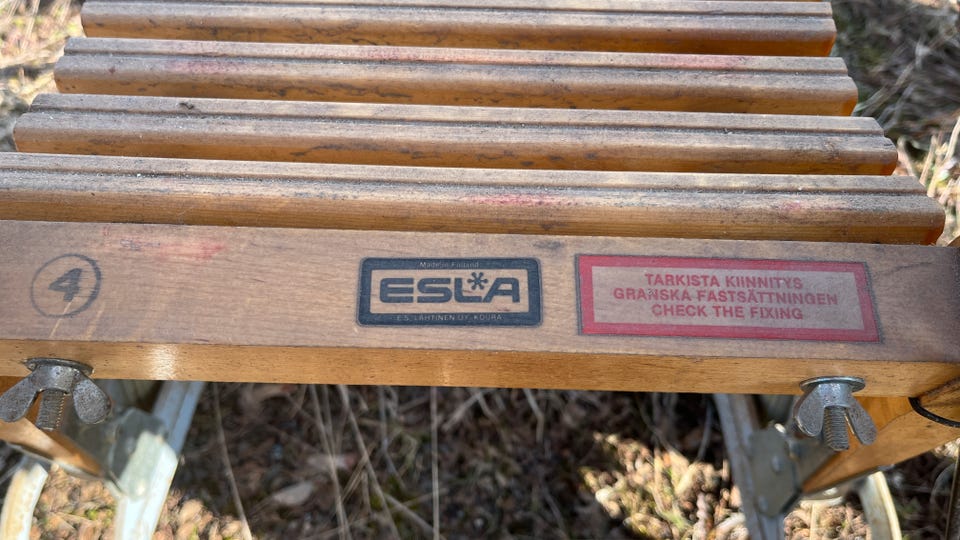 4
Made in Finland
ESLA
E.S. LAHTINEN OY. KOURA
TARKISTA KIINNITYS
GRANSKA FASTSÄTTNINGEN
CHECK THE FIXING